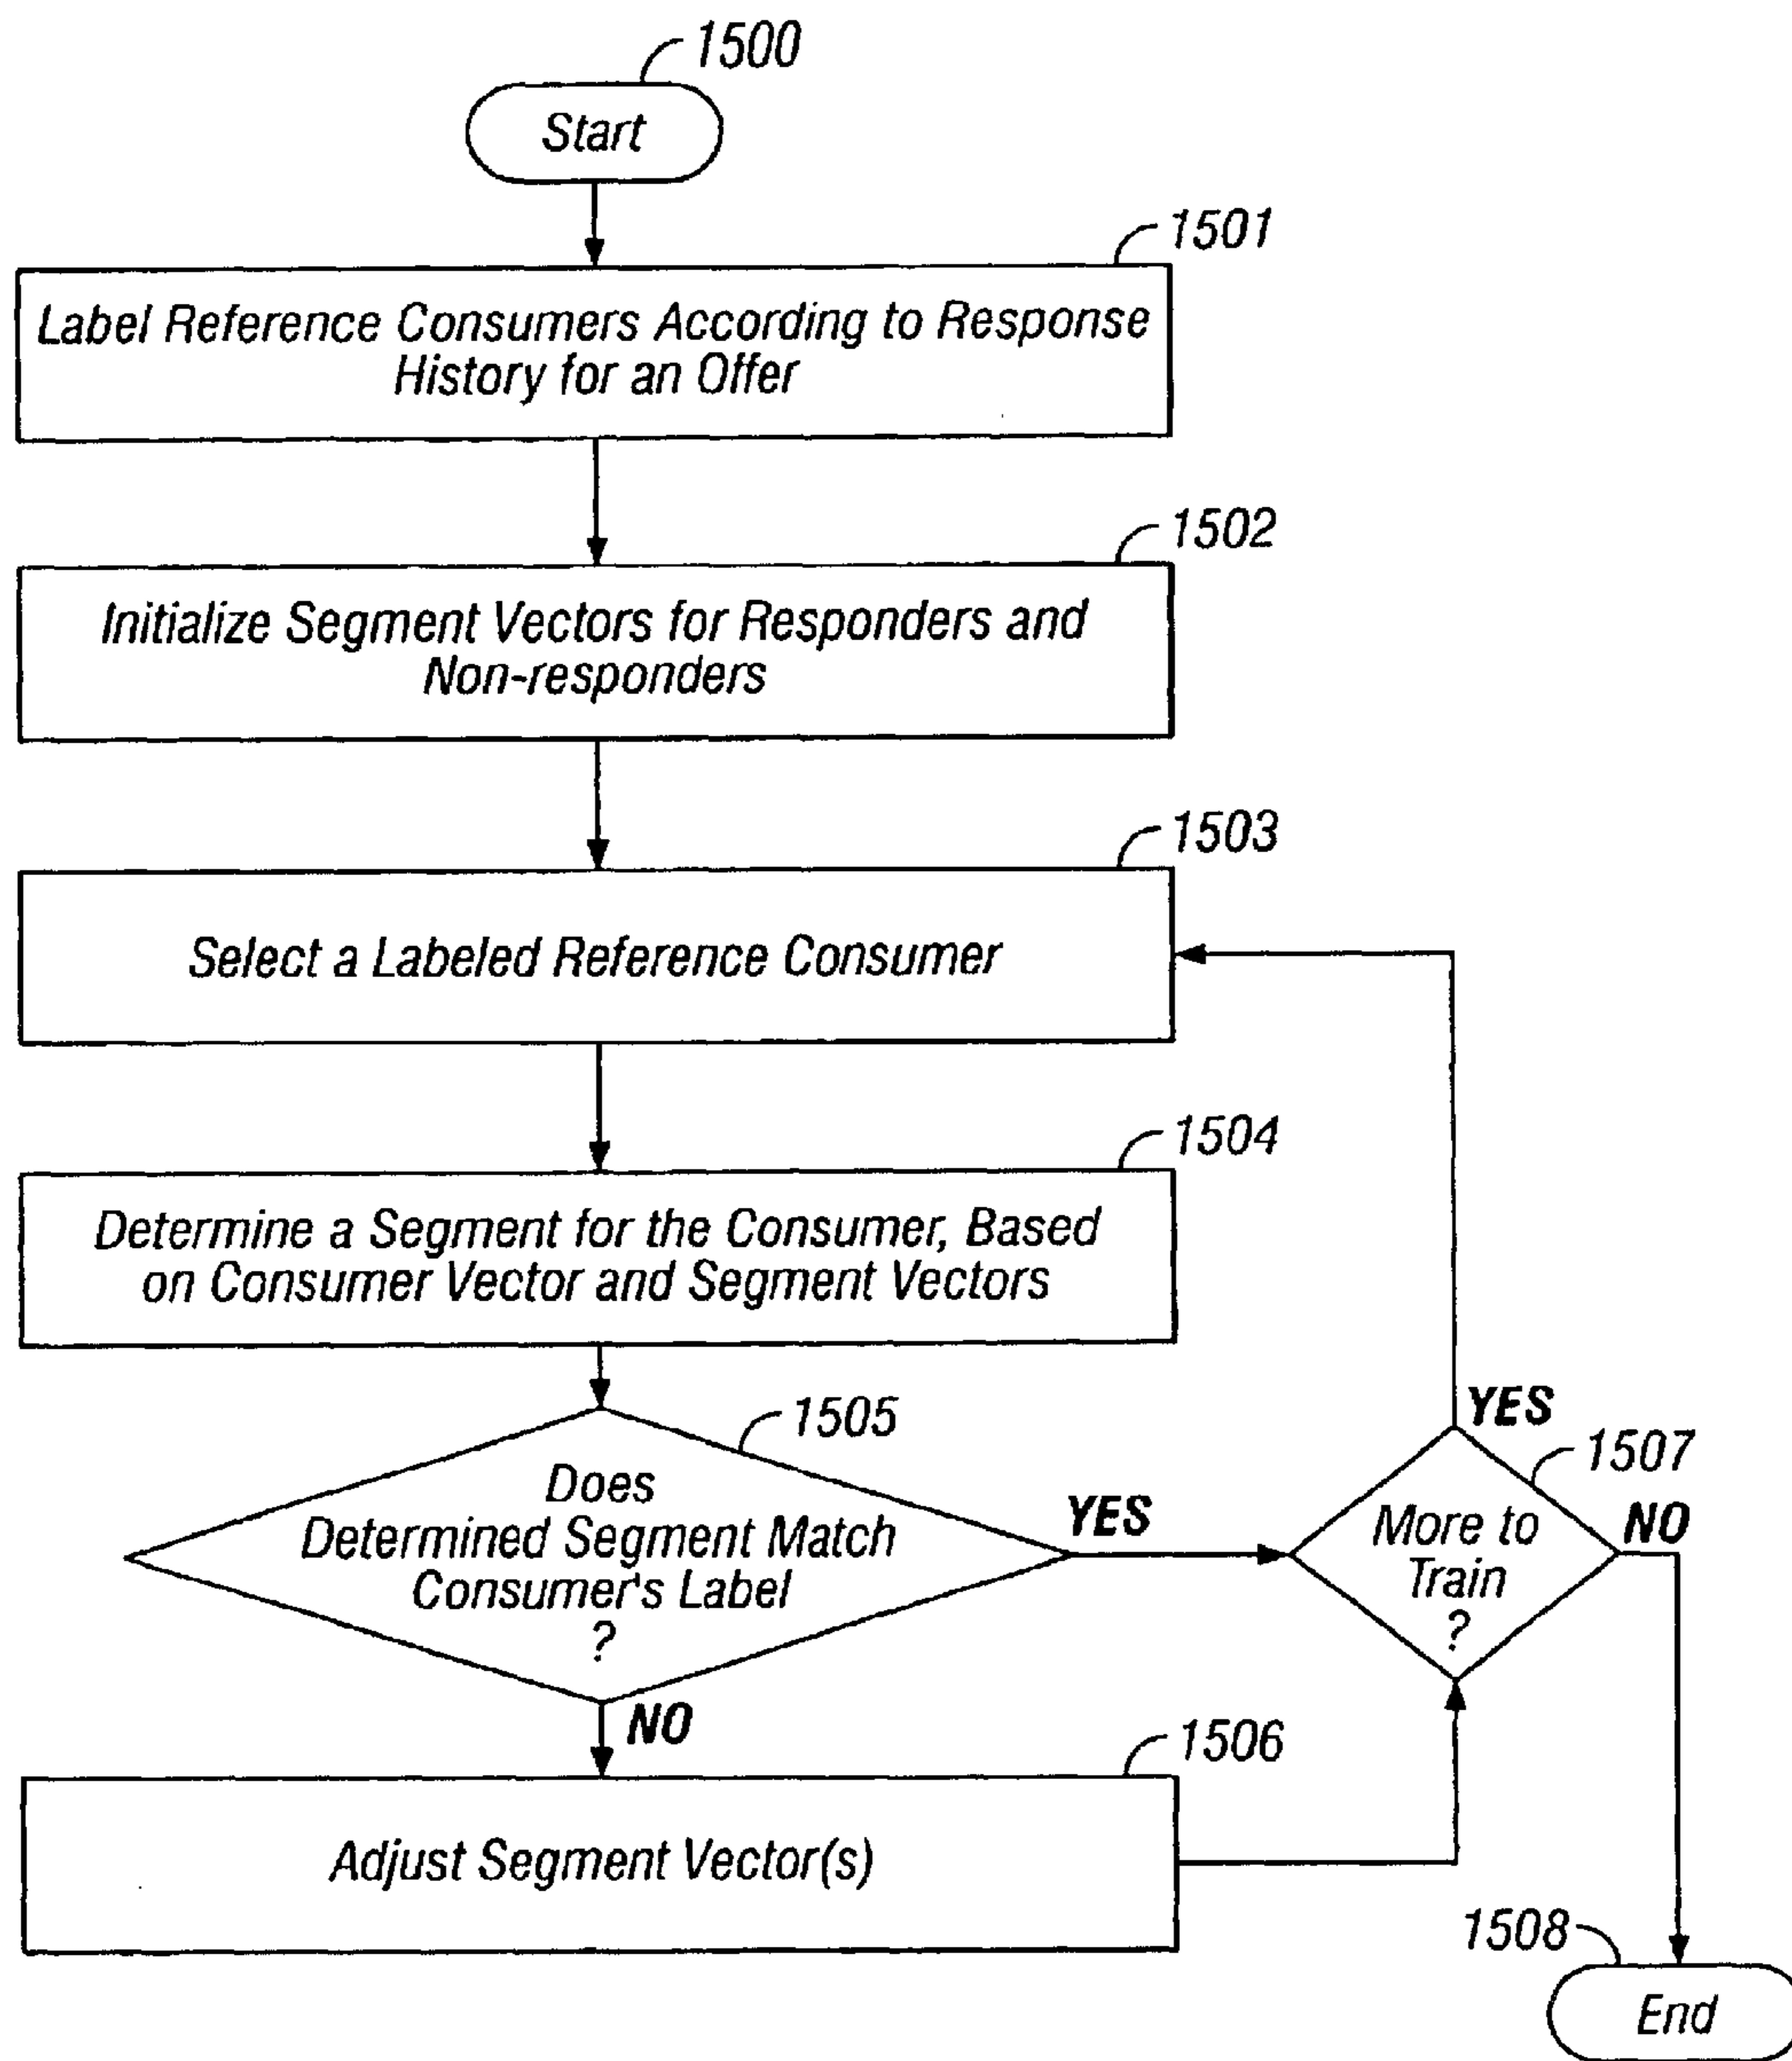 1500
Start
1501
Label Reference Consumers According to Response
History for an Offer
1502
Initialize Segment Vectors for Responders and
Non-responders
1503
Select a Labeled Reference Consumer
1504
Determine a Segment for the Consumer, Based
on Consumer Vector and Segment Vectors
1505
Does
Determined Segment Match
Consumer's Label
?
YES
NO
1506
Adjust Segment Vector(s)
1507
More to
Train
?
YES
NO
1508
End